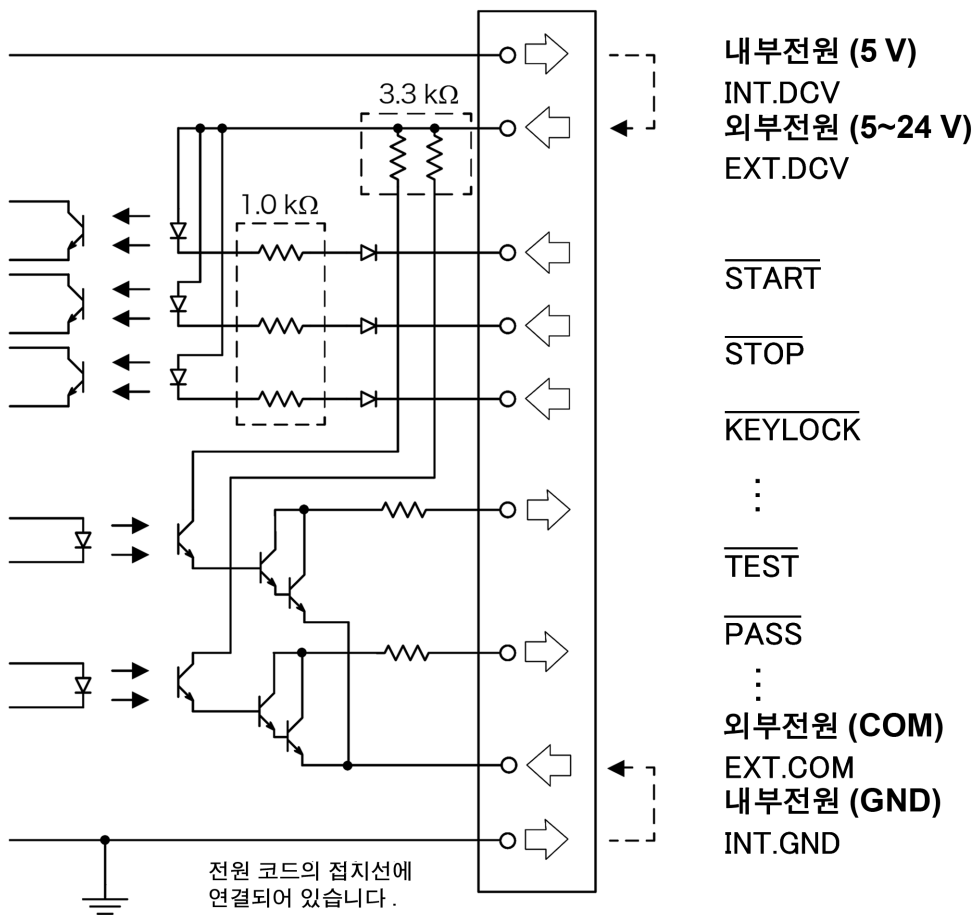 내부전원 (5 V)
INT.DCV
3.3 kΩ
외부전원 (5~24 V)
EXT.DCV
1.0 kΩ
START
STOP
KEYLOCK
⋮
TEST
PASS
⋮
외부전원 (COM)
EXT.COM
내부전원 (GND)
INT.GND
전원 코드의 접지선에
연결되어 있습니다 .